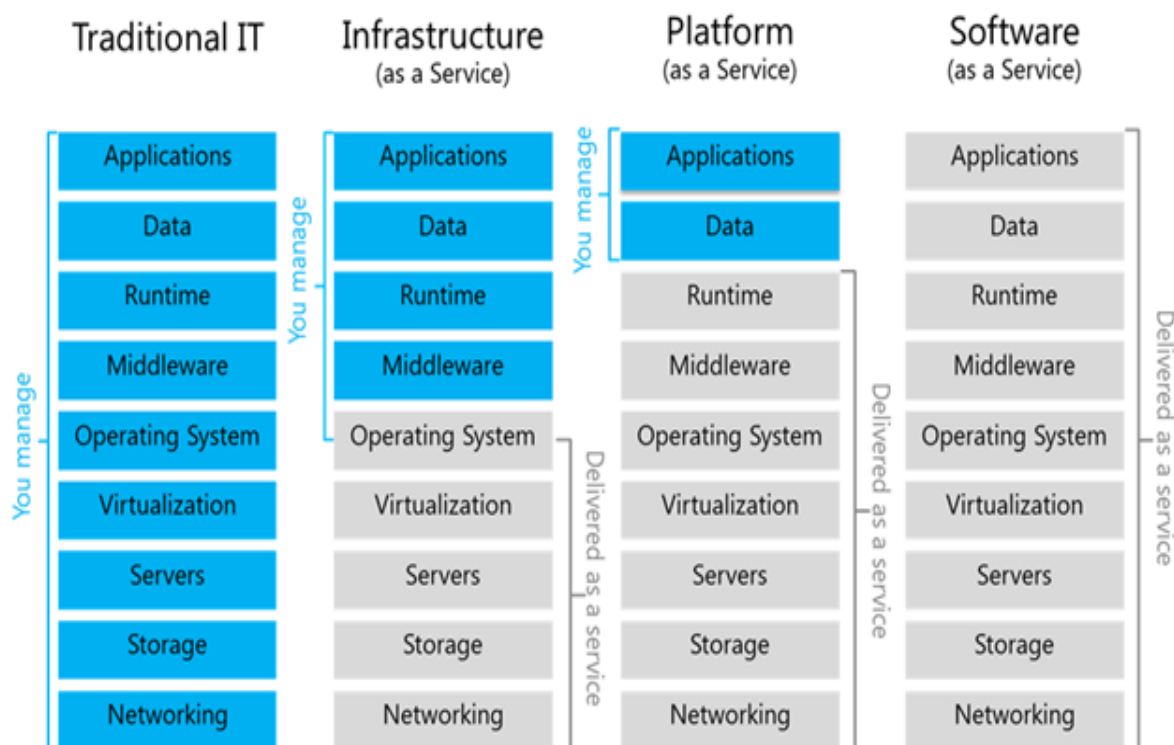 Traditional IT
Infrastructure
(as a Service)
Platform
(as a Service)
Software
(as a Service)
You manage
Applications
Data
Runtime
Middleware
Operating System
Virtualization
Servers
Storage
Networking
You manage
Applications
Data
Runtime
Middleware
Operating System
Virtualization
Servers
Storage
Networking
Delivered as a service
You manage
Applications
Data
Runtime
Middleware
Operating System
Virtualization
Servers
Storage
Networking
Delivered as a service
Applications
Data
Runtime
Middleware
Operating System
Virtualization
Servers
Storage
Networking
Delivered as a service